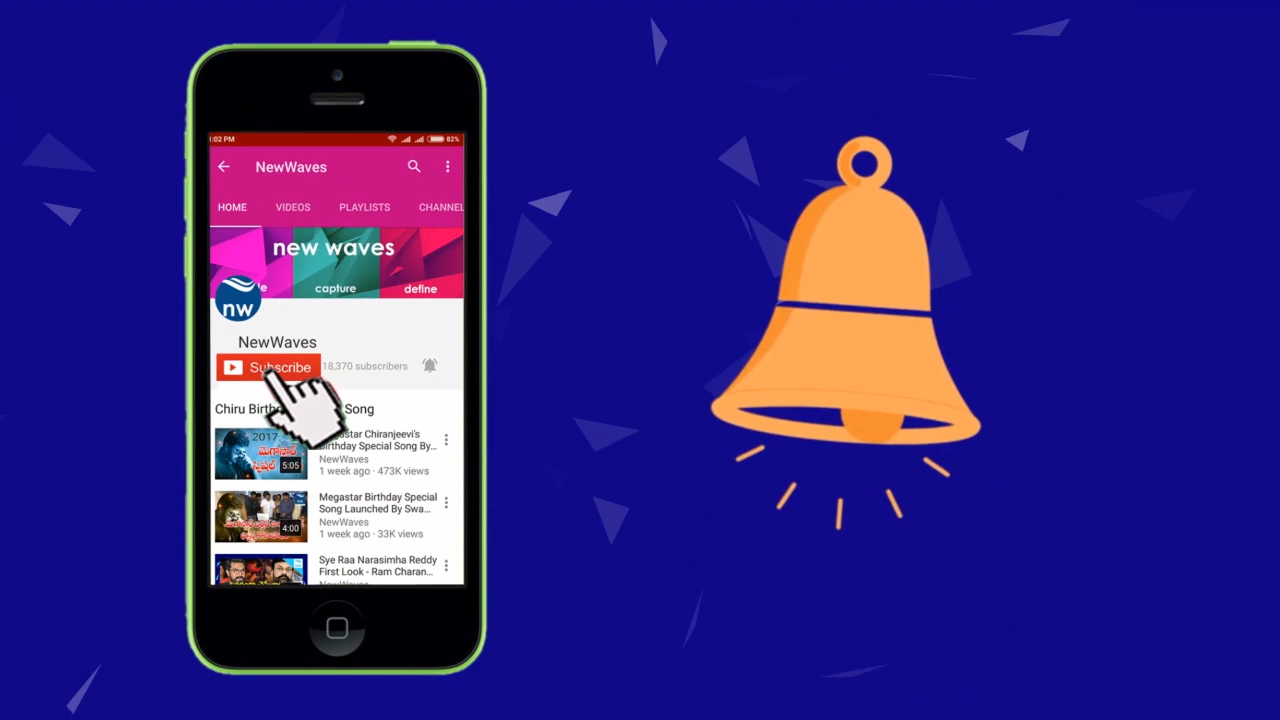 1:02 PM
82%
NewWaves
HOME VIDEOS PLAYLISTS CHANNEL
new waves
capture define
nw
NewWaves
Subscribe 18,370 subscribers
Song
2017
5:05
Megastar Chiranjeevi's
Birthday Special Song By...
NewWaves
1 week ago · 473K views
4:00
Megastar Birthday Special
Song Launched By Swa...
NewWaves
1 week ago · 33K views
Sye Raa Narasimha Reddy
First Look - Ram Charan...
NewWaves